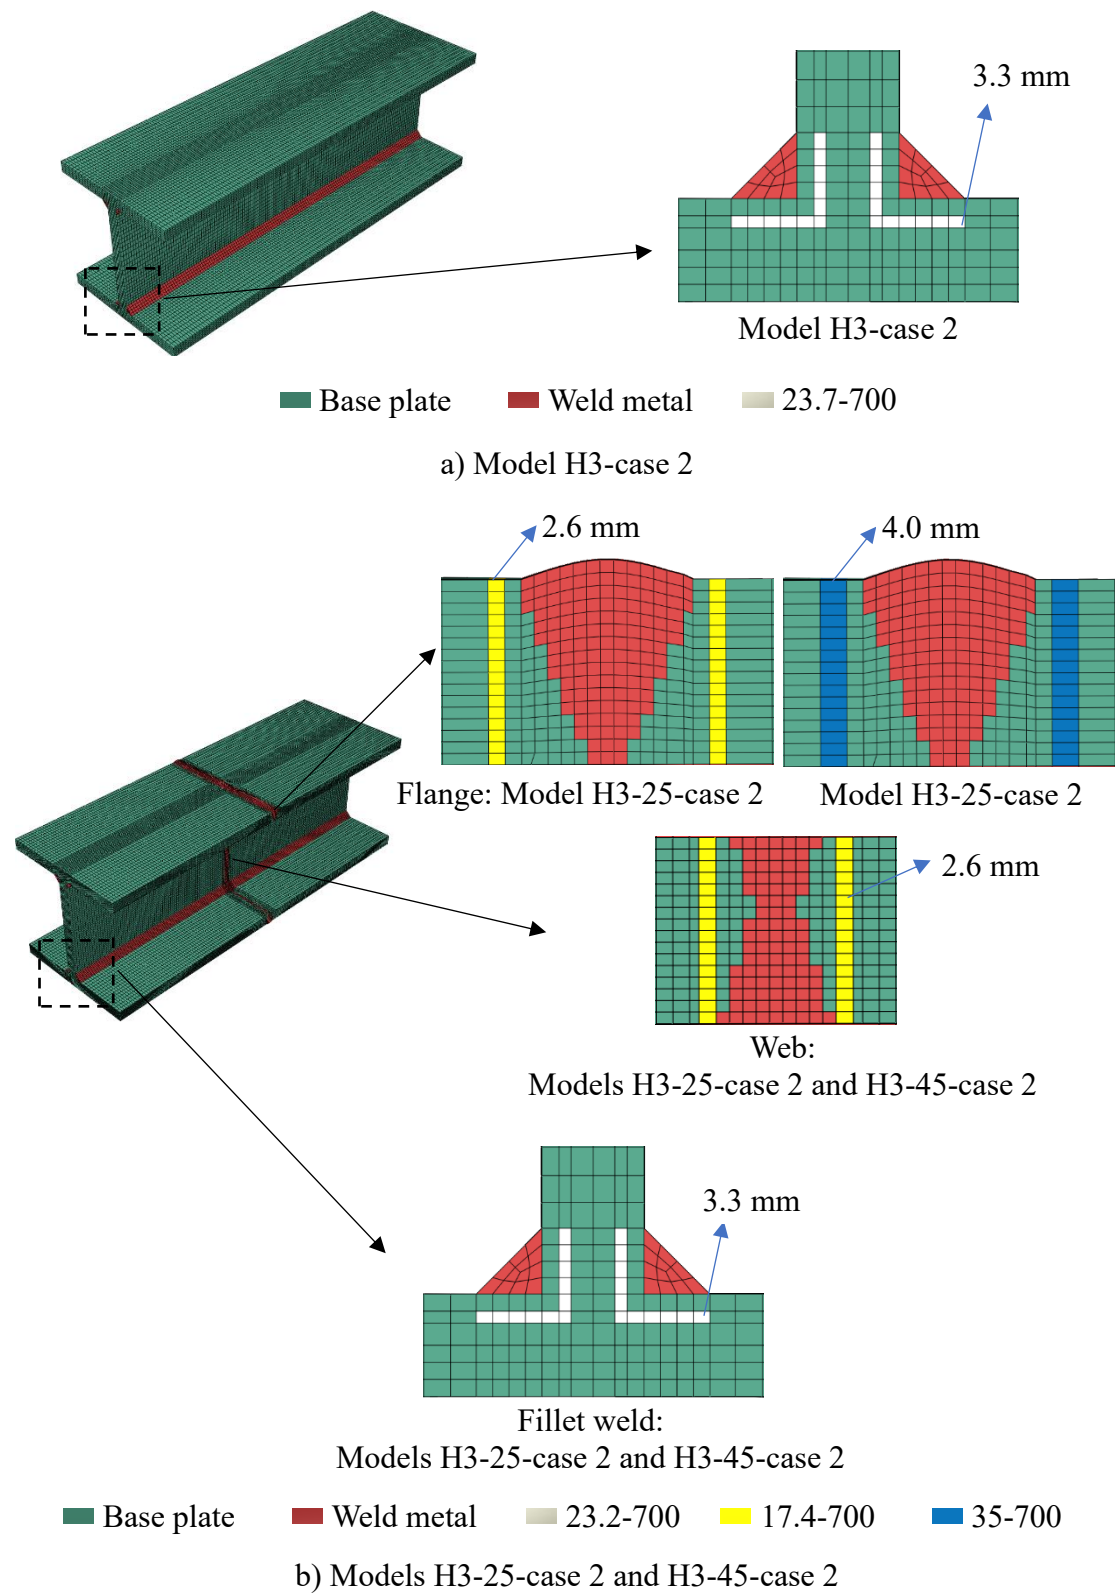 3.3 mm
Model H3-case 2
Base plate Weld metal 23.7-700
a) Model H3-case 2
2.6 mm 4.0 mm
Flange: Model H3-25-case 2 Model H3-25-case 2
2.6 mm
Web:
Models H3-25-case 2 and H3-45-case 2
3.3 mm
Fillet weld:
Models H3-25-case 2 and H3-45-case 2
Base plate Weld metal 23.2-700 17.4-700 35-700
b) Models H3-25-case 2 and H3-45-case 2